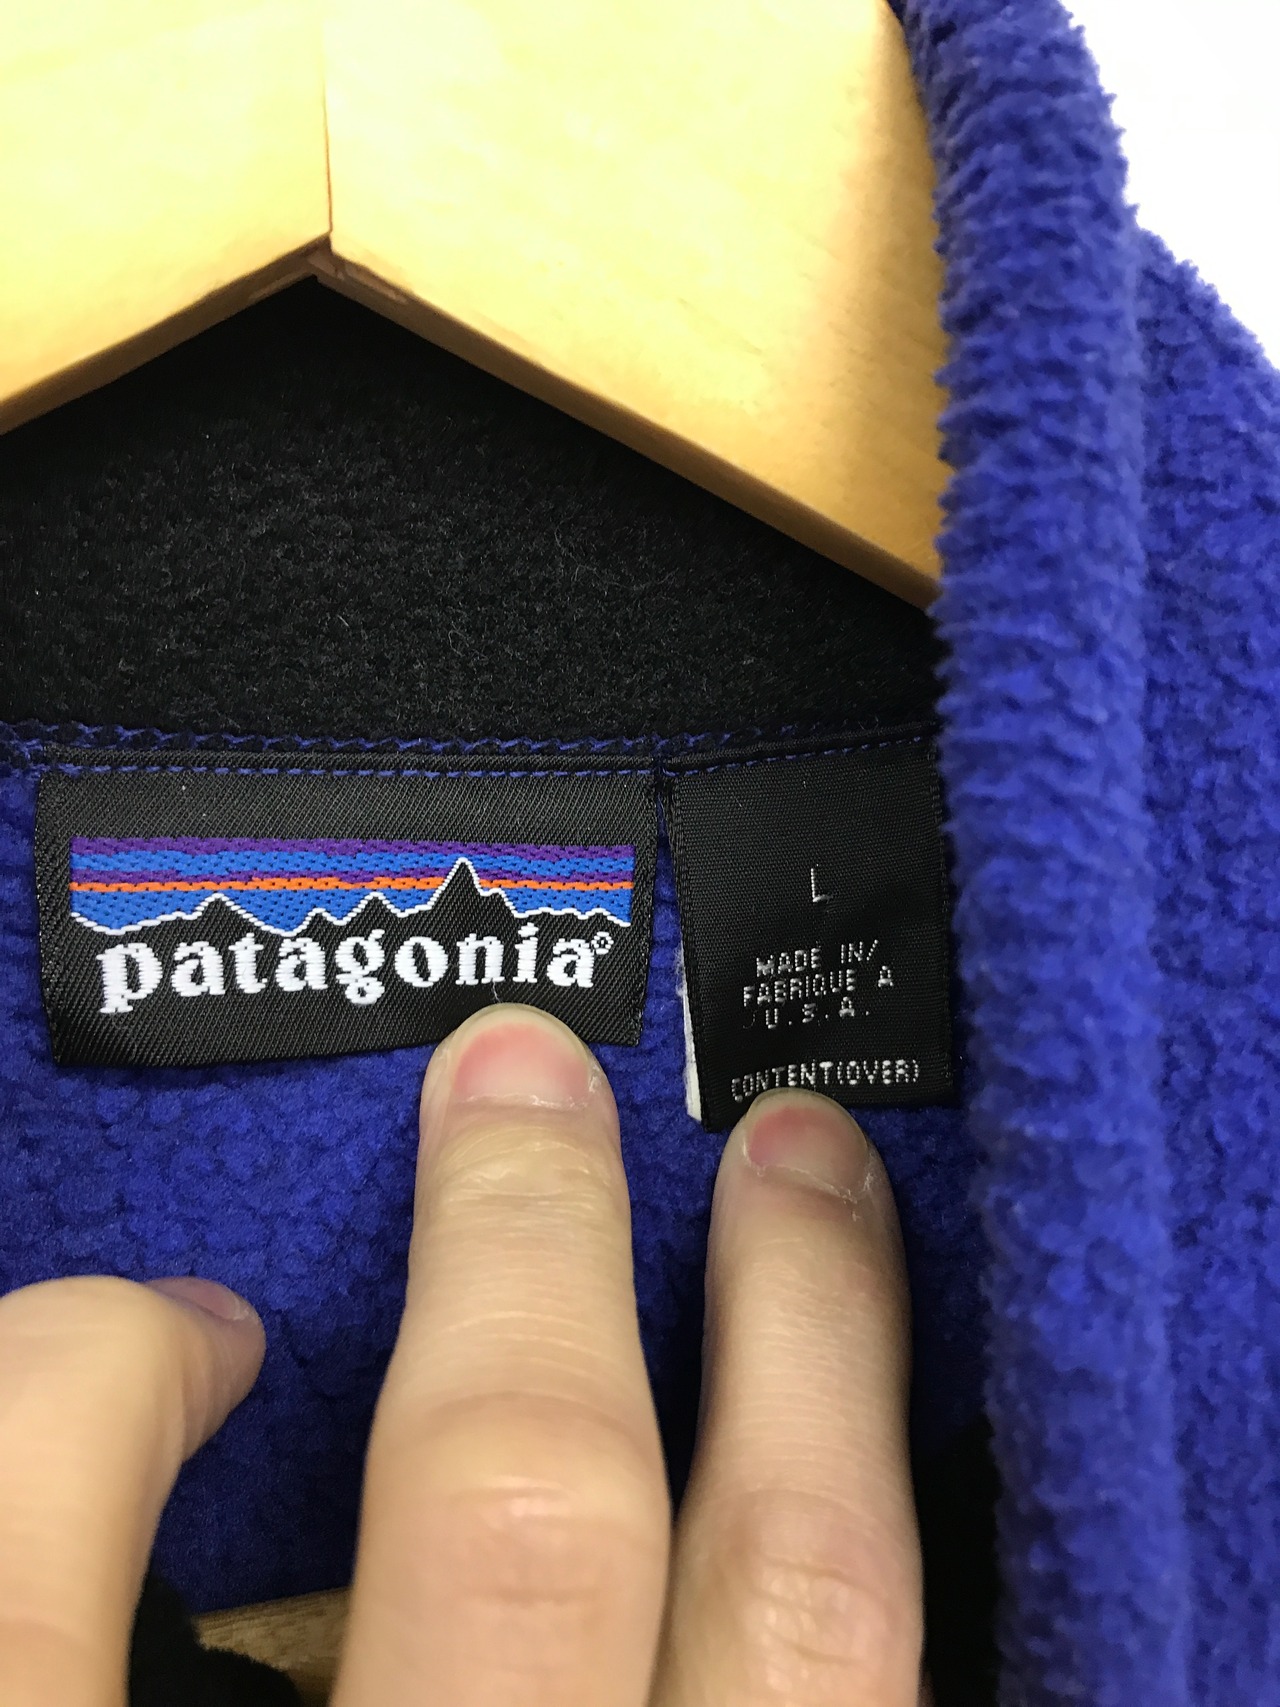 patagonia®
L
MADE IN/
FABRIQUE A
U.S.A.
CONTENT(OVER)